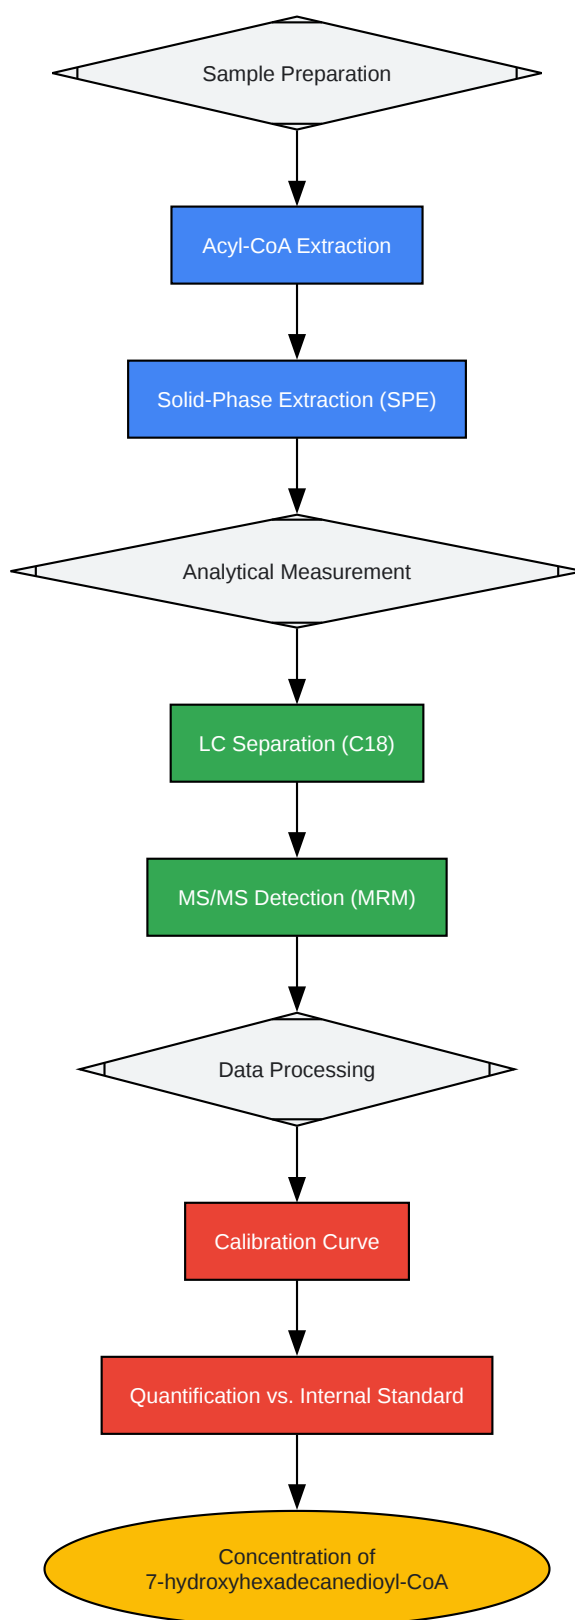 Sample Preparation
Acyl-CoA Extraction
Solid-Phase Extraction (SPE)
Analytical Measurement
LC Separation (C18)
MS/MS Detection (MRM)
Data Processing
Calibration Curve
Quantification vs. Internal Standard
Concentration of
7-hydroxyhexadecanedioyl-CoA